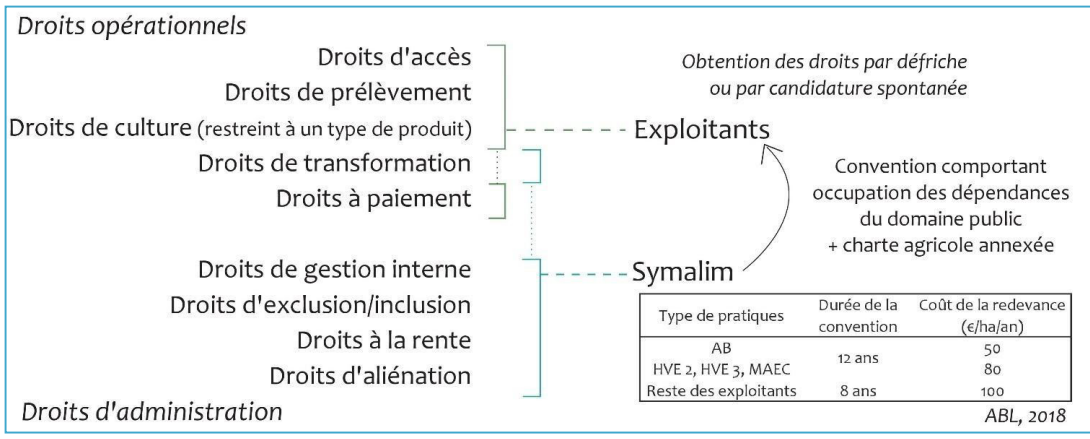 Droits opérationnels
Droits d'accès
Droits de prélèvement
Droits de culture (restreint à un type de produit)
Droits de transformation
Droits à paiement
Droits de gestion interne
Droits d'exclusion/inclusion
Droits à la rente
Droits d'aliénation
Droits d'administration
Obtention des droits par défriche
ou par candidature spontanée
Exploitants
Convention comportant
occupation des dépendances
du domaine public
+ charte agricole annexée
Symalim
Type de pratiques
Durée de la
convention
Coût de la redevance
(€/ha/an)
AB
12 ans
50
HVE 2, HVE 3, MAEC
80
Reste des exploitants
8 ans
100
ABL, 2018